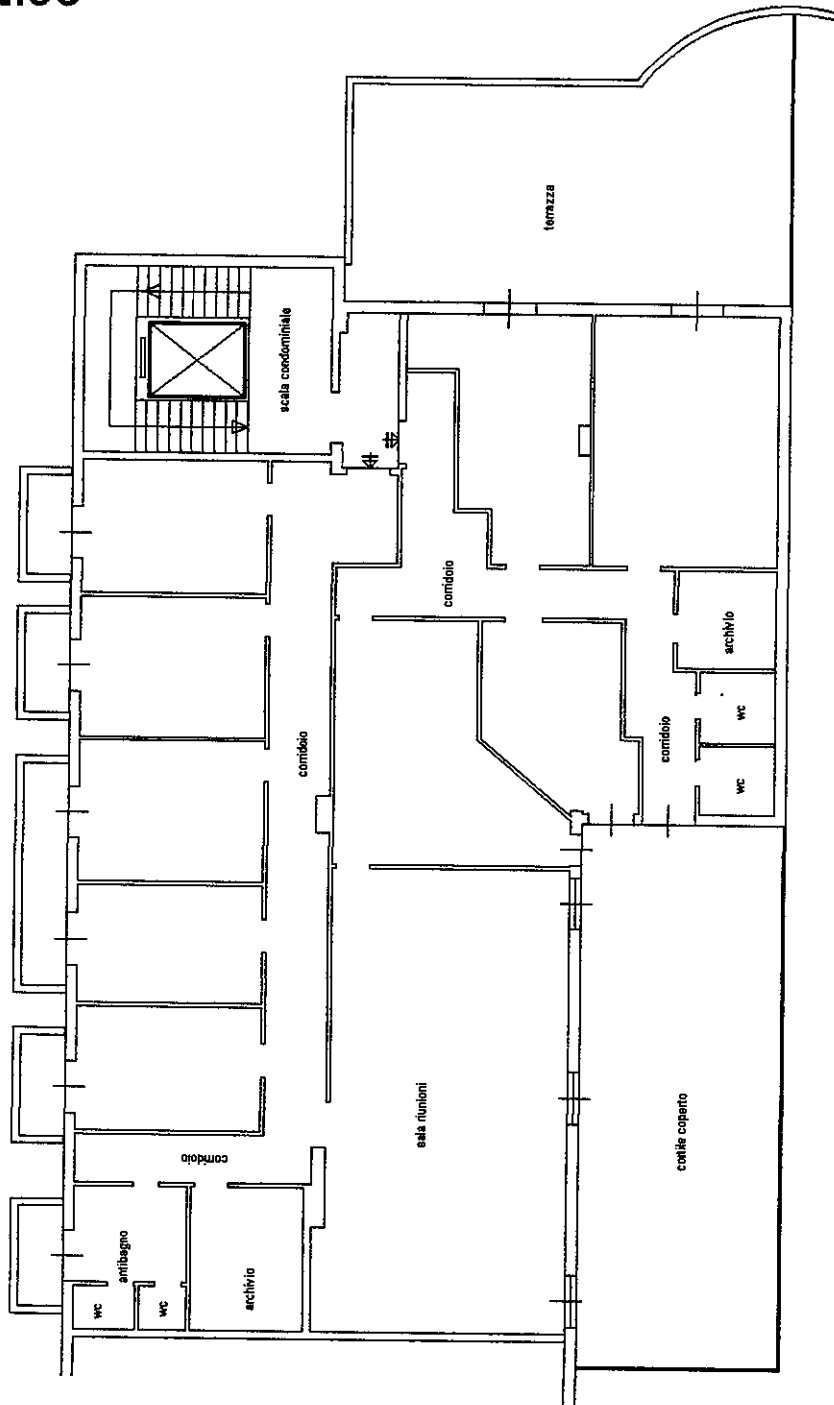 terrazza
scala condominiale
corridoio
archivio
corridoio
wc
corridoio
wc
sala riunioni
cortile coperto
corridoio
antibagno
archivio
wc
wc